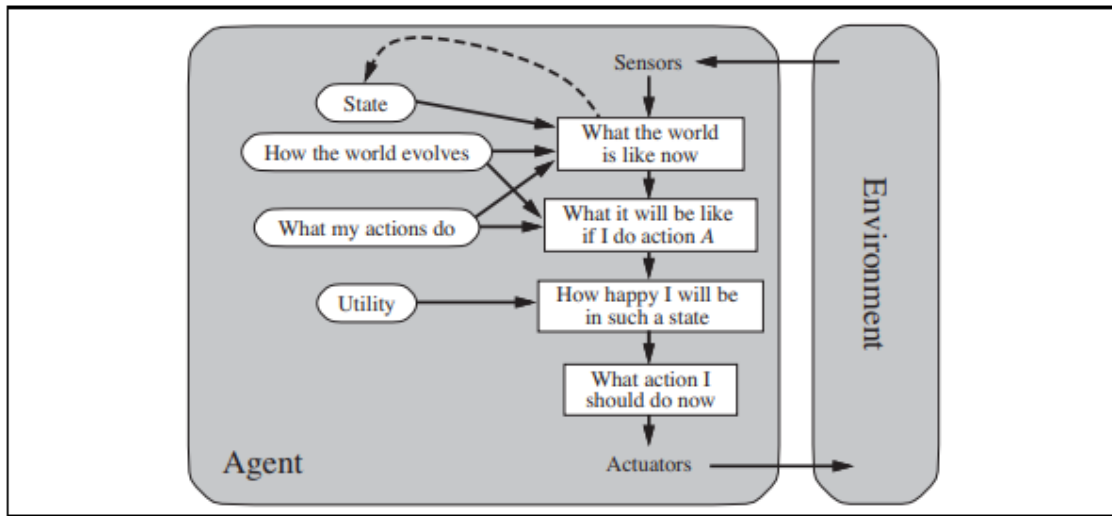 Sensors
State
What the world
is like now
How the world evolves
What it will be like
if I do action A
What my actions do
How happy I will be
in such a state
Utility
What action I
should do now
Agent
Actuators
Environment